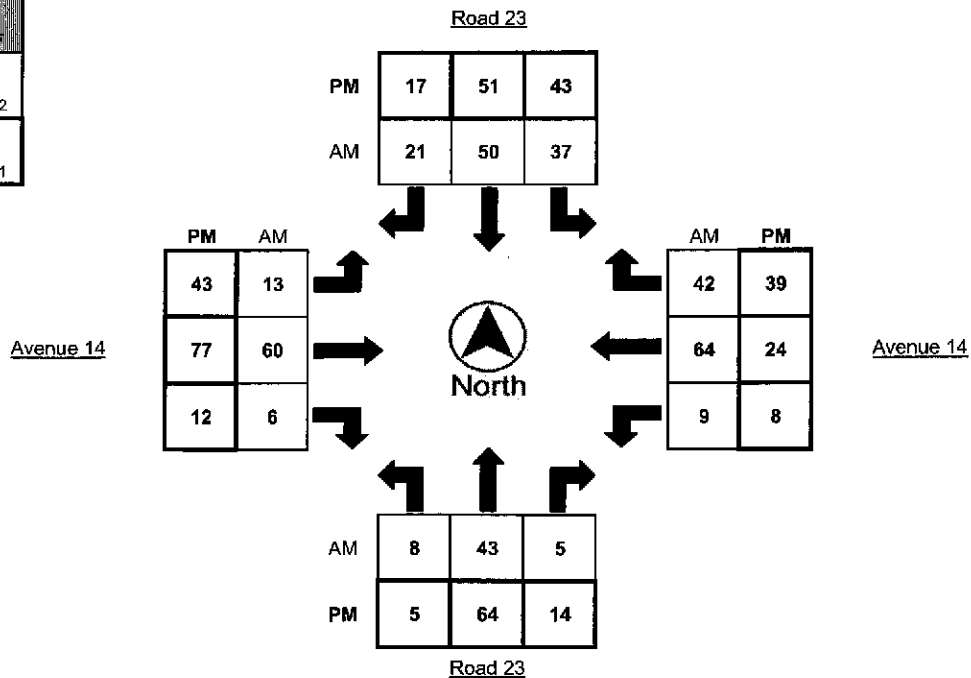 Road 23
PM 17 51 43
AM 21 50 37
2
1
PM AM
43 13
77 60
12 6
Avenue 14
North
AM PM
42 39
64 24
9 8
Avenue 14
AM 8 43 5
PM 5 64 14
Road 23